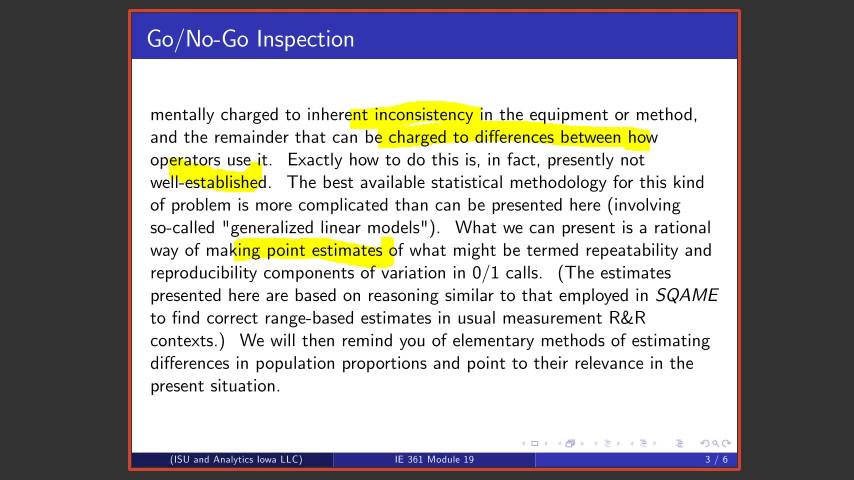 Go/No-Go Inspection
mentally charged to inherent inconsistency in the equipment or method,
and the remainder that can be charged to differences between how
operators use it. Exactly how to do this is, in fact, presently not
well-established. The best available statistical methodology for this kind
of problem is more complicated than can be presented here (involving
so-called "generalized linear models"). What we can present is a rational
way of making point estimates of what might be termed repeatability and
reproducibility components of variation in 0/1 calls. (The estimates
presented here are based on reasoning similar to that employed in SQAME
to find correct range-based estimates in usual measurement R&R
contexts.) We will then remind you of elementary methods of estimating
differences in population proportions and point to their relevance in the
present situation.
(ISU and Analytics Iowa LLC) IE 361 Module 19 3 / 6